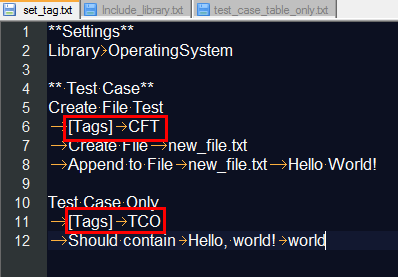 set_tag.txt Include_library.txt test_case_table_only.txt
1 **Settings**
2 Library OperatingSystem
3
4 ** Test Case**
5 Create File Test
6 [Tags] CFT
7 Create File new_file.txt
8 Append to File new_file.txt Hello World!
9
10 Test Case Only
11 [Tags] TCO
12 Should contain Hello, world! world